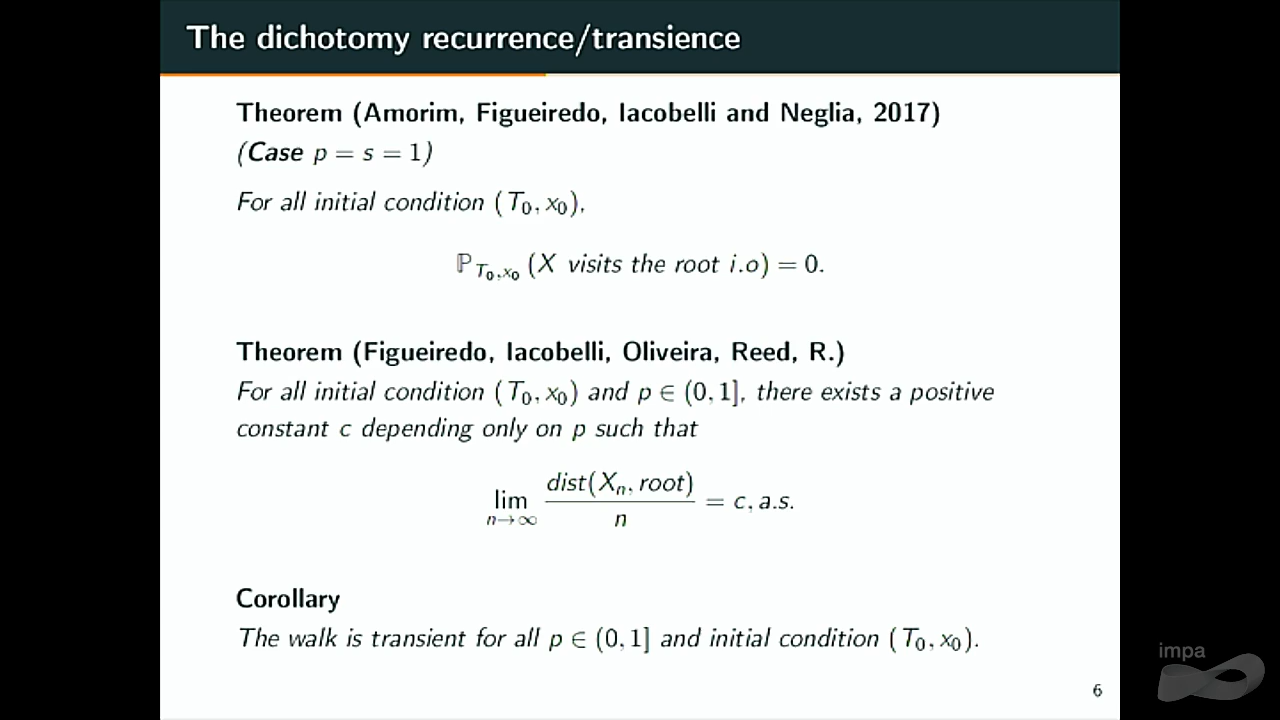 The dichotomy recurrence/transience
Theorem (Amorim, Figueiredo, Iacobelli and Neglia, 2017)
(Case p = s = 1)
For all initial condition (T₀, x₀),
ℙ_{T₀,x₀} (X visits the root i.o) = 0.
Theorem (Figueiredo, Iacobelli, Oliveira, Reed, R.)
For all initial condition (T₀, x₀) and p ∈ (0, 1], there exists a positive
constant c depending only on p such that
lim_{n→∞} dist(Xₙ, root) / n = c, a.s.
Corollary
The walk is transient for all p ∈ (0, 1] and initial condition (T₀, x₀).
6
impa